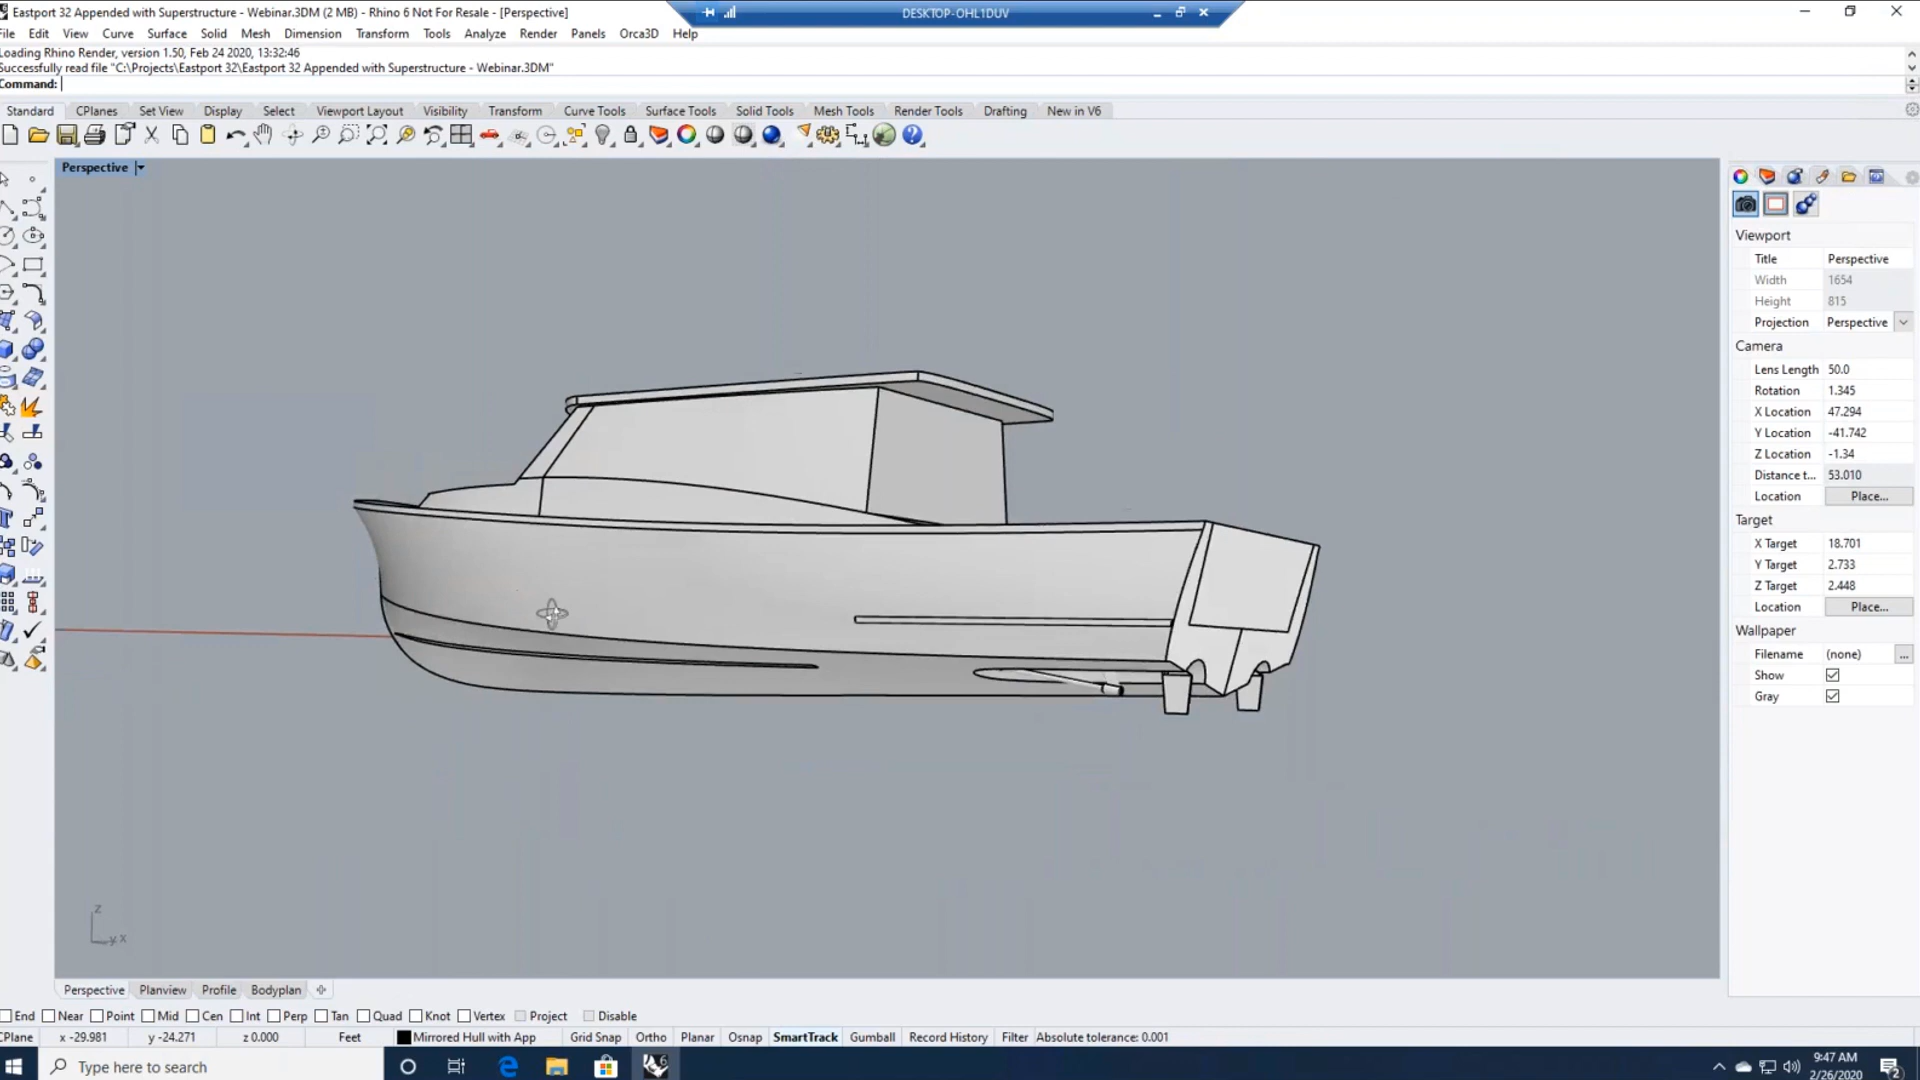 Eastport 32 Appended with Superstructure - Webinar.3DM (2 MB) - Rhino 6 Not For Resale - [Perspective]
DESKTOP-OHL1DUV
File Edit View Curve Surface Solid Mesh Dimension Transform Tools Analyze Render Panels Orca3D Help
Loading Rhino Render, version 1.50, Feb 24 2020, 13:32:46
Successfully read file "C:\Projects\Eastport 32\Eastport 32 Appended with Superstructure - Webinar.3DM"
Command:
Standard CPlanes Set View Display Select Viewport Layout Visibility Transform Curve Tools Surface Tools Solid Tools Mesh Tools Render Tools Drafting New in V6
Perspective
Viewport
Title Perspective
Width 1654
Height 815
Projection Perspective
Camera
Lens Length 50.0
Rotation 1.345
X Location 47.294
Y Location -41.742
Z Location -1.34
Distance t... 53.010
Location Place...
Target
X Target 18.701
Y Target 2.733
Z Target 2.448
Location Place...
Wallpaper
Filename (none) ...
Show
Gray
z
y x
Perspective Planview Profile Bodyplan
End Near Point Mid Cen Int Perp Tan Quad Knot Vertex Project Disable
CPlane x -29.981 y -24.271 z 0.000 Feet Mirrored Hull with App Grid Snap Ortho Planar Osnap SmartTrack Gumball Record History Filter Absolute tolerance: 0.001
Type here to search
6
9:47 AM
2/26/2020
2